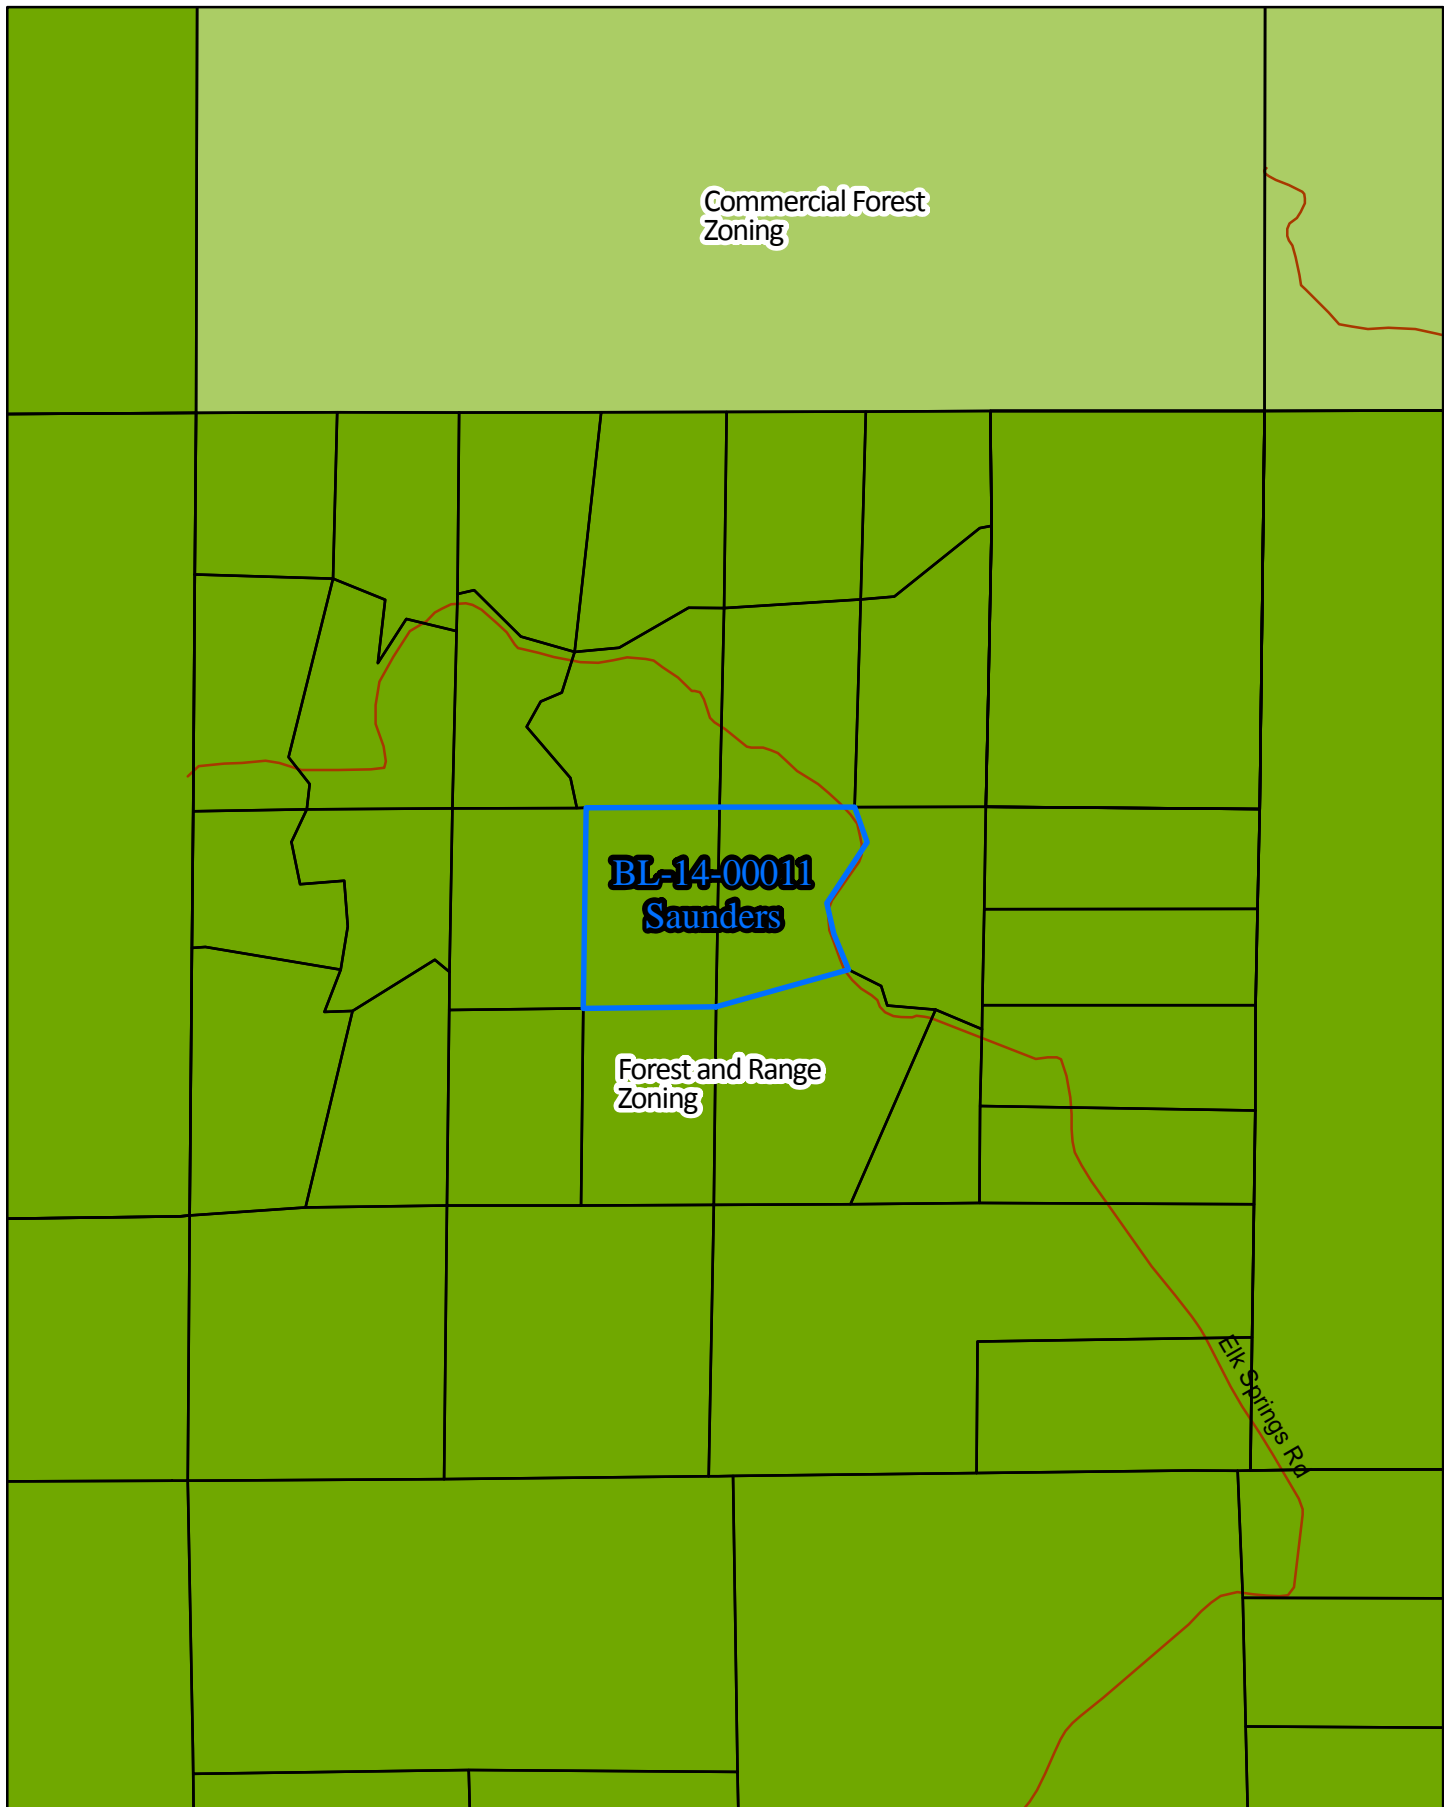 Commercial Forest
Zoning
BL-14-00011
Saunders
Forest and Range
Zoning
Elk Springs Rd